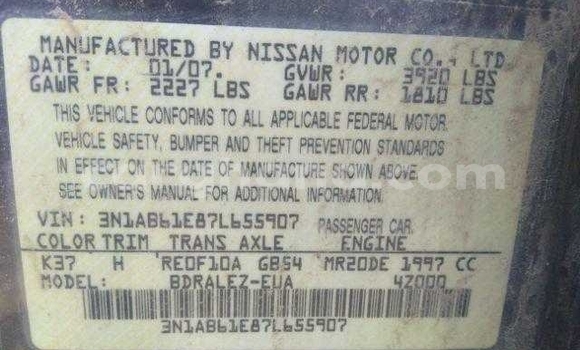 MANUFACTURED BY NISSAN MOTOR CO., LTD
DATE: 01/07. GVWR: 3920 LBS
GAWR FR: 2227 LBS GAWR RR: 1810 LBS
THIS VEHICLE CONFORMS TO ALL APPLICABLE FEDERAL MOTOR
VEHICLE SAFETY, BUMPER AND THEFT PREVENTION STANDARDS
IN EFFECT ON THE DATE OF MANUFACTURE SHOWN ABOVE.
SEE OWNER'S MANUAL FOR ADDITIONAL INFORMATION.
VIN: 3N1AB61E87L655907 PASSENGER CAR
COLOR TRIM TRANS AXLE ENGINE
K37 H RE0F10A GB54 MR20DE 1997 CC
MODEL: BDRALEZ-EUA 4Z000
3N1AB61E87L655907